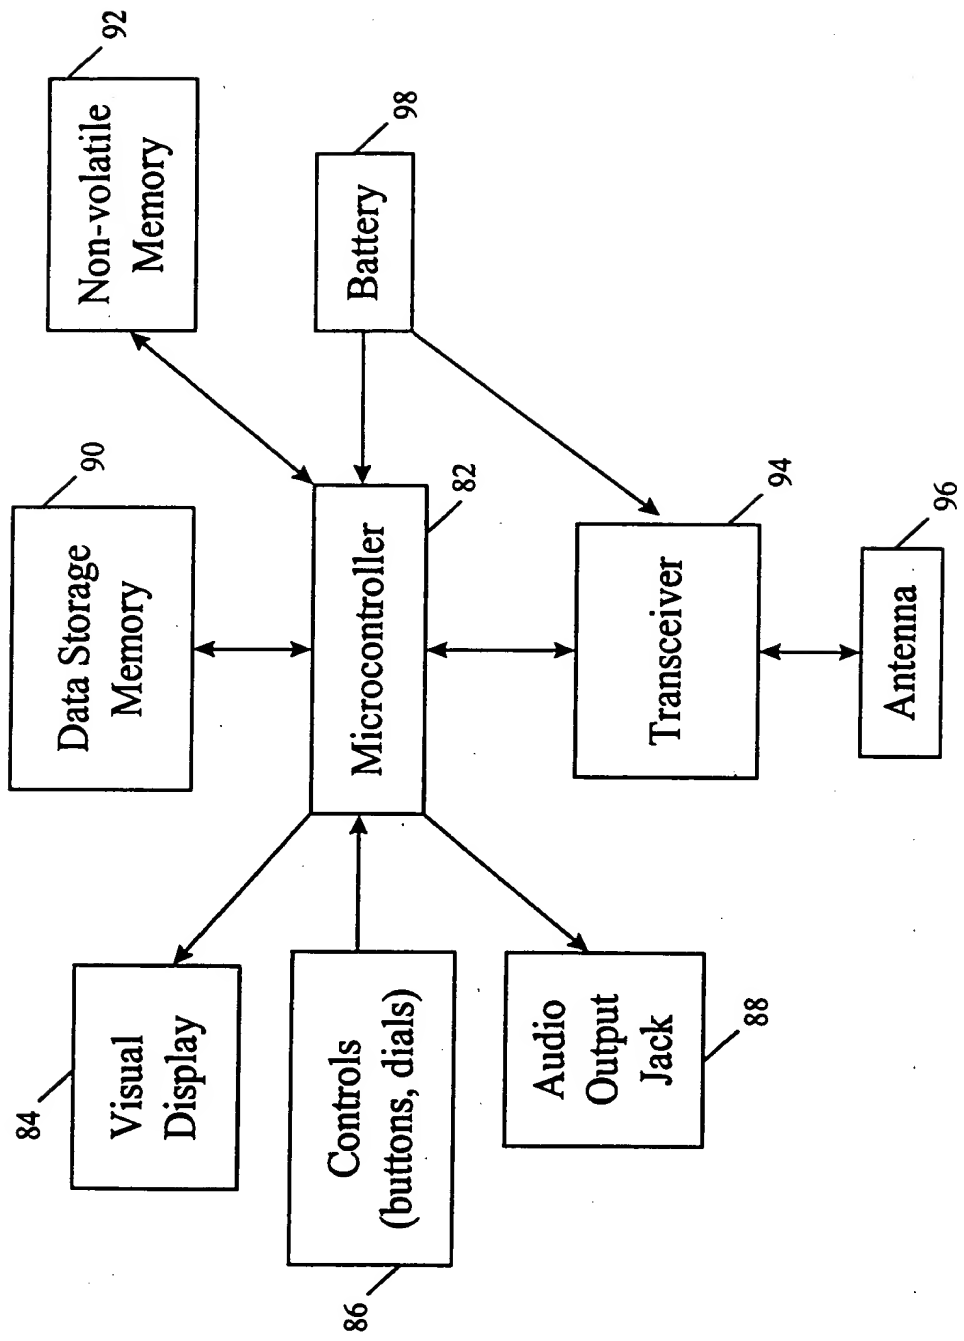 84
Visual
Display
86
Controls
(buttons, dials)
Audio
Output
Jack
88
90
Data Storage
Memory
Microcontroller
82
Transceiver
94
Antenna
96
92
Non-volatile
Memory
Battery
98